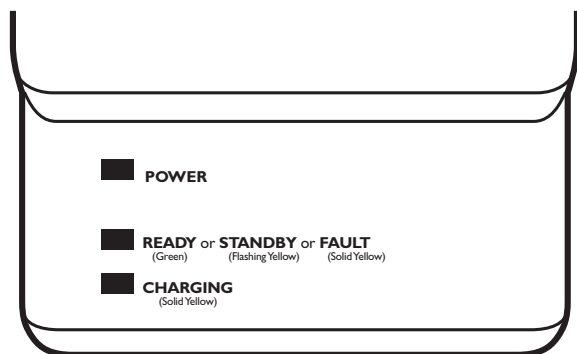 POWER
READY or STANDBY or FAULT
(Green) (Flashing Yellow) (Solid Yellow)
CHARGING
(Solid Yellow)